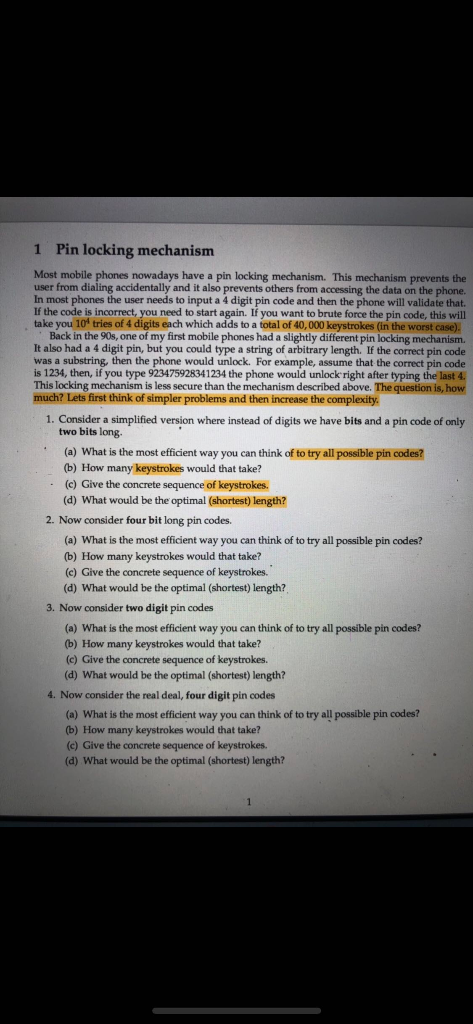 1 Pin locking mechanism
Most mobile phones nowadays have a pin locking mechanism. This mechanism prevents the
user from dialing accidentally and it also prevents others from accessing the data on the phone.
In most phones the user needs to input a 4 digit pin code and then the phone will validate that.
If the code is incorrect, you need to start again. If you want to brute force the pin code, this will
take you 10⁴ tries of 4 digits each which adds to a total of 40,000 keystrokes (in the worst case).
Back in the 90s, one of my first mobile phones had a slightly different pin locking mechanism.
It also had a 4 digit pin, but you could type a string of arbitrary length. If the correct pin code
was a substring, then the phone would unlock. For example, assume that the correct pin code
is 1234, then, if you type 923475928341234 the phone would unlock right after typing the last 4.
This locking mechanism is less secure than the mechanism described above. The question is, how
much? Lets first think of simpler problems and then increase the complexity.
1. Consider a simplified version where instead of digits we have bits and a pin code of only
two bits long.
(a) What is the most efficient way you can think of to try all possible pin codes?
(b) How many keystrokes would that take?
(c) Give the concrete sequence of keystrokes.
(d) What would be the optimal (shortest) length?
2. Now consider four bit long pin codes.
(a) What is the most efficient way you can think of to try all possible pin codes?
(b) How many keystrokes would that take?
(c) Give the concrete sequence of keystrokes.
(d) What would be the optimal (shortest) length?
3. Now consider two digit pin codes
(a) What is the most efficient way you can think of to try all possible pin codes?
(b) How many keystrokes would that take?
(c) Give the concrete sequence of keystrokes.
(d) What would be the optimal (shortest) length?
4. Now consider the real deal, four digit pin codes
(a) What is the most efficient way you can think of to try all possible pin codes?
(b) How many keystrokes would that take?
(c) Give the concrete sequence of keystrokes.
(d) What would be the optimal (shortest) length?
1